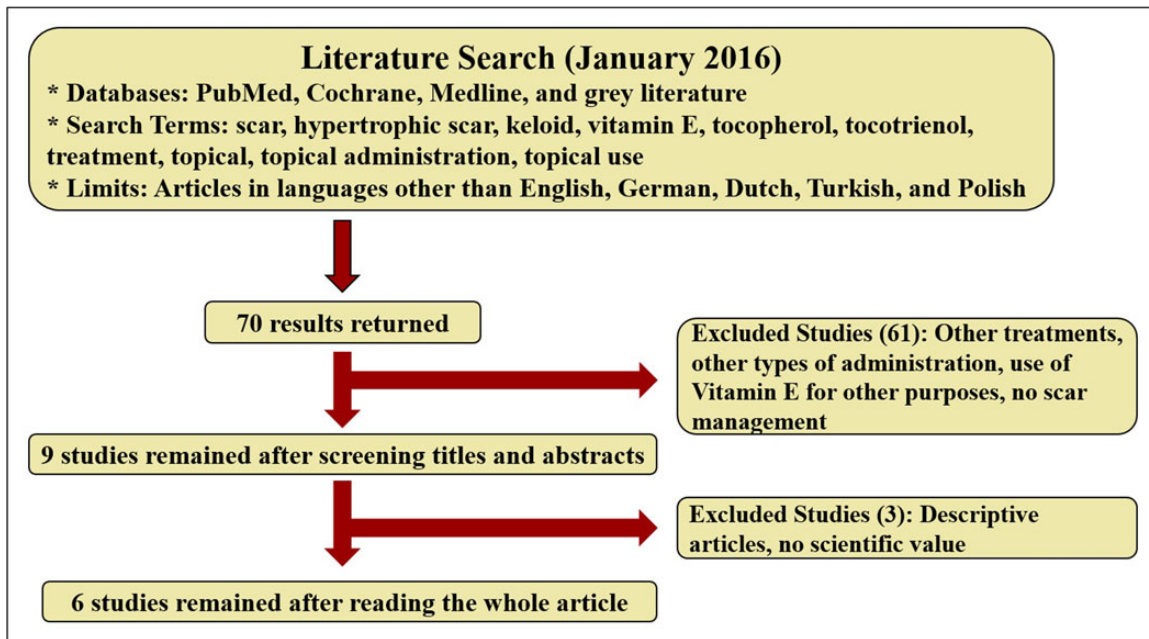 Literature Search (January 2016)
* Databases: PubMed, Cochrane, Medline, and grey literature
* Search Terms: scar, hypertrophic scar, keloid, vitamin E, tocopherol, tocotrienol,
treatment, topical, topical administration, topical use
* Limits: Articles in languages other than English, German, Dutch, Turkish, and Polish
70 results returned
Excluded Studies (61): Other treatments,
other types of administration, use of
Vitamin E for other purposes, no scar
management
9 studies remained after screening titles and abstracts
Excluded Studies (3): Descriptive
articles, no scientific value
6 studies remained after reading the whole article